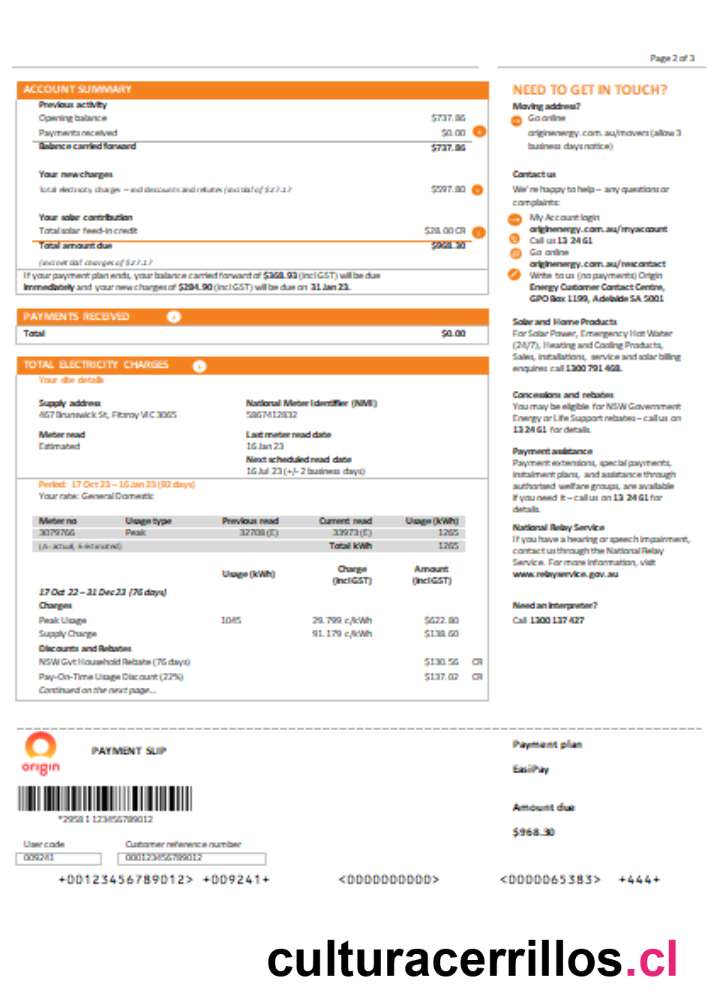 Page 2 of 3
ACCOUNT SUMMARY
Previous activity
Opening balance $737.86
Payments received $0.00
Balance carried forward $737.86
Your new charges
Total electricity charges – incl discounts and rebates (incl GST of $27.17 $597.80
Your solar contribution
Total solar feed-in credit $28.00 CR
Total amount due $968.30
(incl GST charges of $27.17
If your payment plan ends, your balance carried forward of $368.93 (incl GST) will be due
immediately and your new charges of $284.90 (incl GST) will be due on 31 Jan 23.
PAYMENTS RECEIVED
Total $0.00
TOTAL ELECTRICITY CHARGES
Your site details
Supply address National Meter Identifier (NMI)
467 Brunswick St, Fitzroy VIC 3065 5867412832
Meter read Last meter read date
Estimated 16 Jan 23
Next scheduled read date
16 Jul 23 (+/- 2 business days)
Period: 17 Oct 23 – 16 Jan 23 (92 days)
Your rate: General Domestic
Meter no Usage type Previous read Current read Usage (kWh)
3079766 Peak 32708 (E) 33973 (E) 1265
(A- actual, E-estimated) Total kWh 1265
Usage (kWh) Charge (incl GST) Amount (incl GST)
17 Oct 22 – 31 Dec 23 (76 days)
Charges
Peak Usage 1045 29.799 c/kWh $622.80
Supply Charge 91.179 c/kWh $138.60
Discounts and Rebates
NSW Gvt Household Rebate (76 days) $130.56 CR
Pay-On-Time Usage Discount (22%) $137.02 CR
Continued on the next page...
NEED TO GET IN TOUCH?
Moving address?
Go online
originenergy.com.au/movers (allow 3
business days notice)
Contact us
We're happy to help – any questions or
complaints:
My Account login
originenergy.com.au/myaccount
Call us 13 24 61
Go online
originenergy.com.au/rescontact
Write to us (no payments) Origin
Energy Customer Contact Centre,
GPO Box 1199, Adelaide SA 5001
Solar and Home Products
For Solar Power, Emergency Hot Water
(24/7), Heating and Cooling Products,
Sales, installations, service and solar billing
enquires call 1300 791 468.
Concessions and rebates
You may be eligible for NSW Government
Energy or Life Support rebates – call us on
13 24 61 for details.
Payment assistance
Payment extensions, special payments,
instalment plans, and assistance through
authorised welfare groups, are available
if you need it – call us on 13 24 61 for
details.
National Relay Service
If you have a hearing or speech impairment,
contact us through the National Relay
Service. For more information, visit
www.relayservice.gov.au
Need an interpreter?
Call 1300 137 427
origin
PAYMENT SLIP
*2958 1 123456789012
User code Customer reference number
009241 000123456789012
Payment plan
EasiPay
Amount due
$968.30
+00123456789012> +009241+ <0000000000> <0000065383> +444+
culturacerrillos.cl